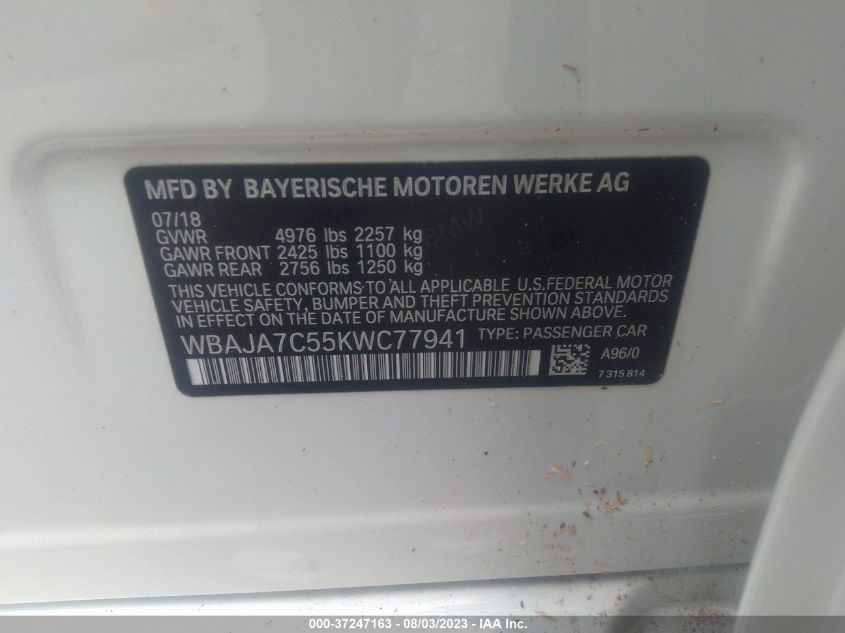 MFD BY BAYERISCHE MOTOREN WERKE AG
07/18
GVWR 4976 lbs 2257 kg
GAWR FRONT 2425 lbs 1100 kg
GAWR REAR 2756 lbs 1250 kg
THIS VEHICLE CONFORMS TO ALL APPLICABLE U.S.FEDERAL MOTOR
VEHICLE SAFETY, BUMPER AND THEFT PREVENTION STANDARDS
IN EFFECT ON THE DATE OF MANUFACTURE SHOWN ABOVE.
WBAJA7C55KWC77941 TYPE: PASSENGER CAR
A96/0
7 315 814
000-37247163 - 08/03/2023 - IAA Inc.